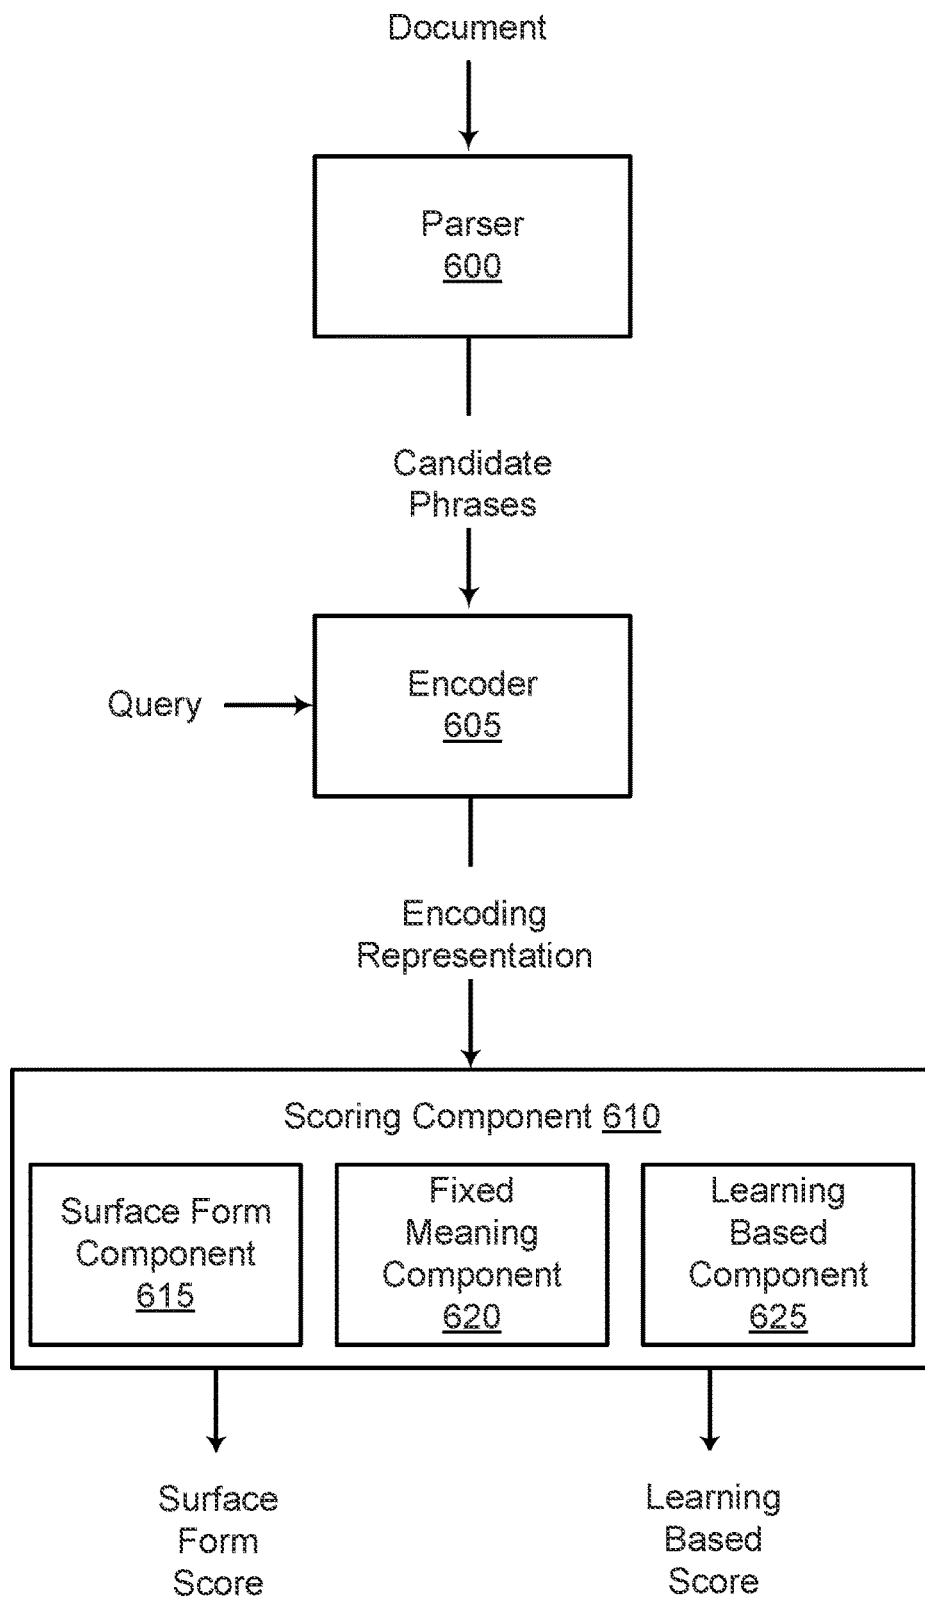 Document
Parser
600
Candidate
Phrases
Encoder
605
Query
Encoding
Representation
Scoring Component 610
Surface Form
Component
615
Fixed
Meaning
Component
620
Learning
Based
Component
625
Surface
Form
Score
Learning
Based
Score